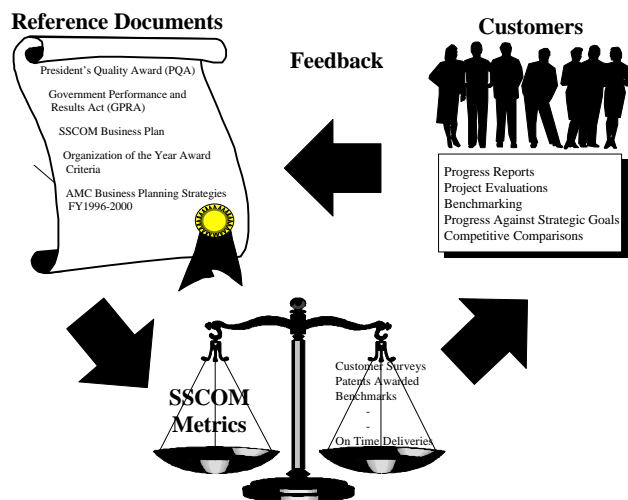 Reference Documents
President's Quality Award (PQA)
Government Performance and
Results Act (GPRA)
SSCOM Business Plan
Organization of the Year Award
Criteria
AMC Business Planning Strategies
FY1996-2000
Feedback
Customers
Progress Reports
Project Evaluations
Benchmarking
Progress Against Strategic Goals
Competitive Comparisons
SSCOM
Metrics
Customer Surveys
Patents Awarded
Benchmarks
-
-
On Time Deliveries